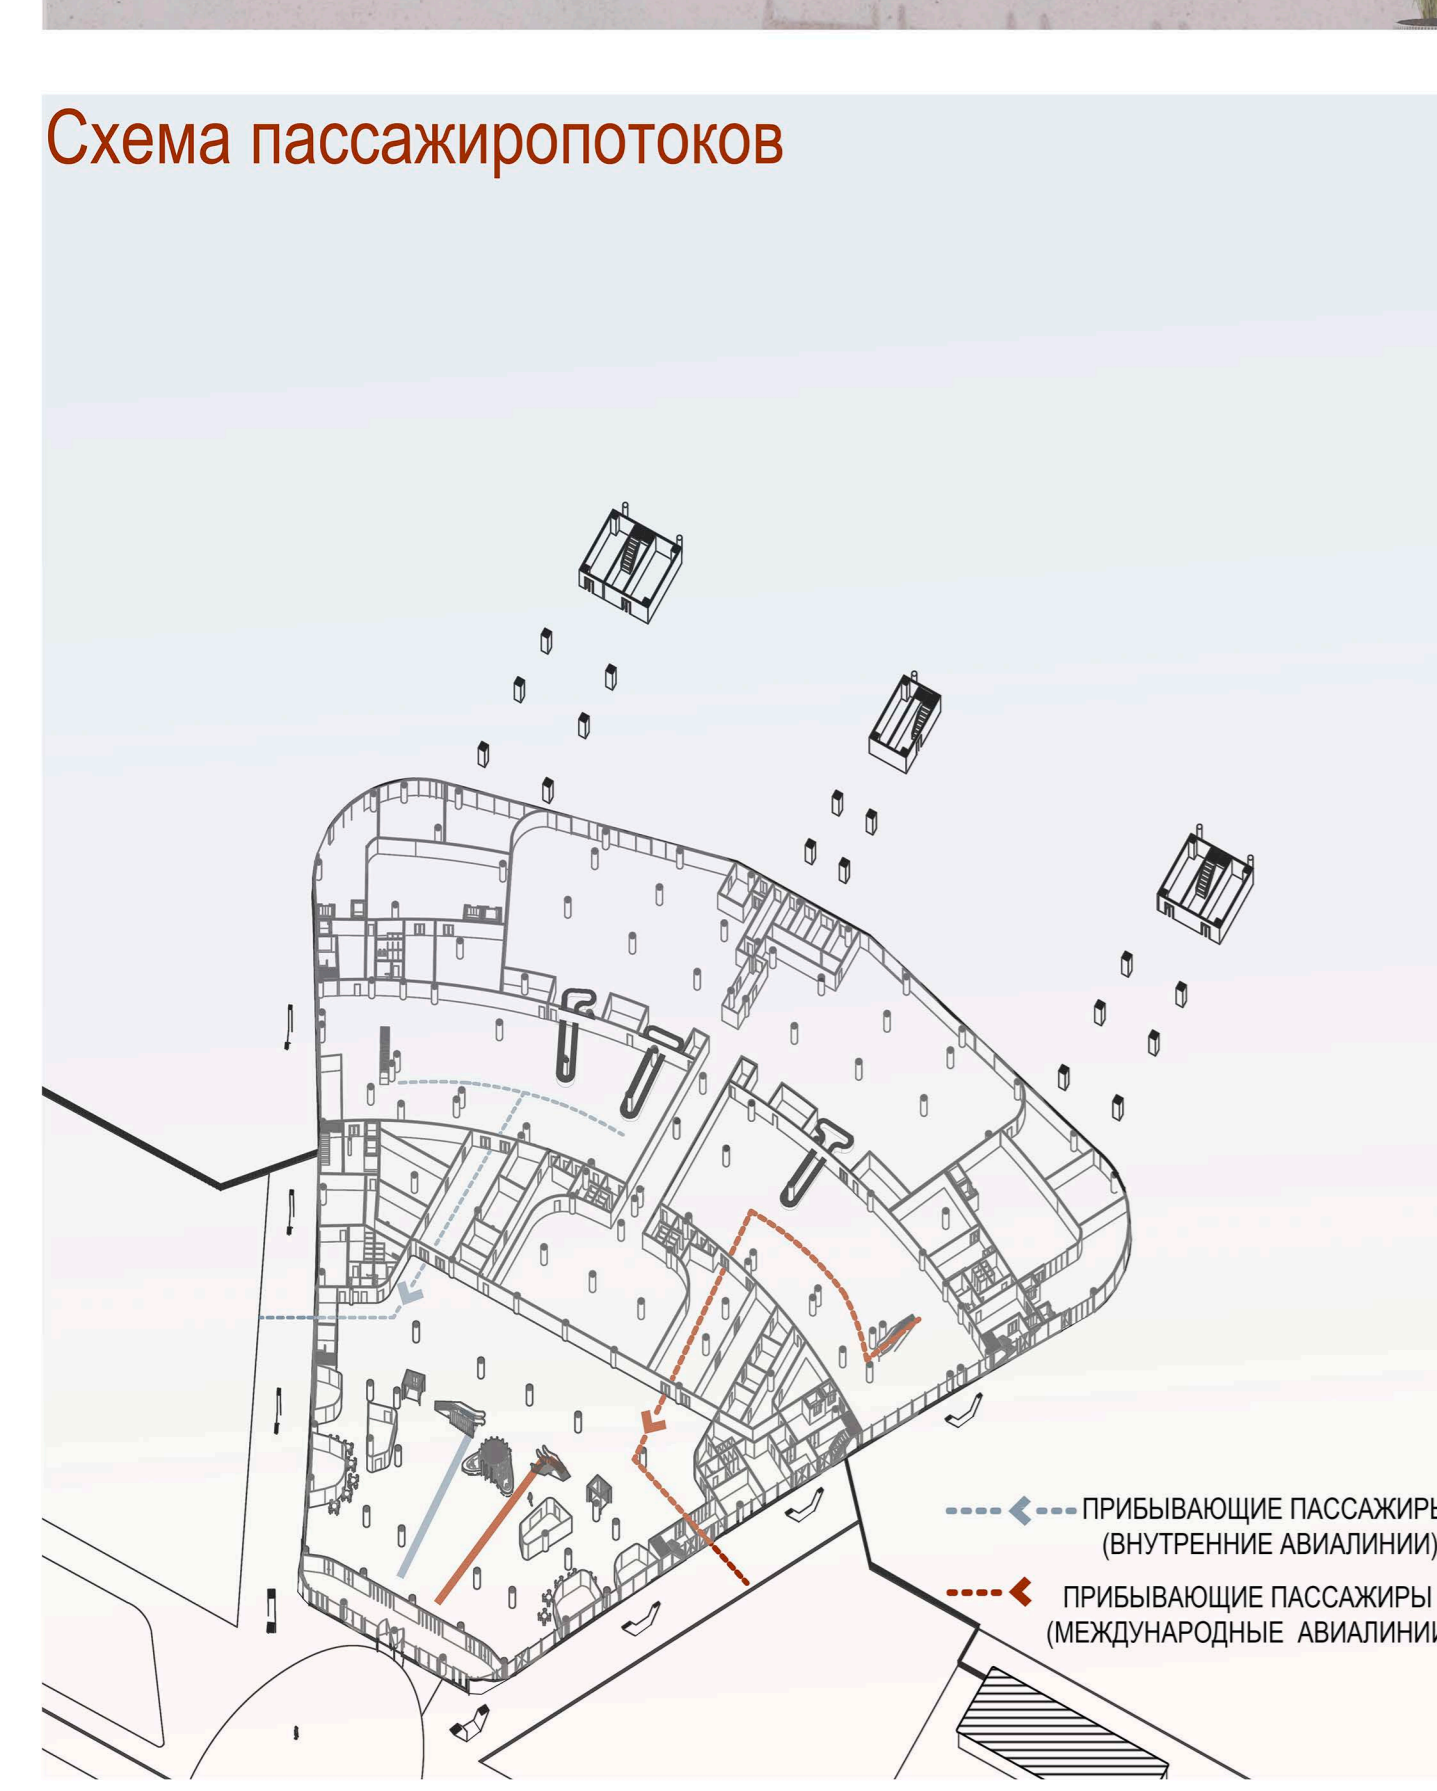 Схема пассажиропотоков
ПРИБЫВАЮЩИЕ ПАССАЖИРЫ
(ВНУТРЕННИЕ АВИАЛИНИИ)
ПРИБЫВАЮЩИЕ ПАССАЖИРЫ
(МЕЖДУНАРОДНЫЕ АВИАЛИНИИ